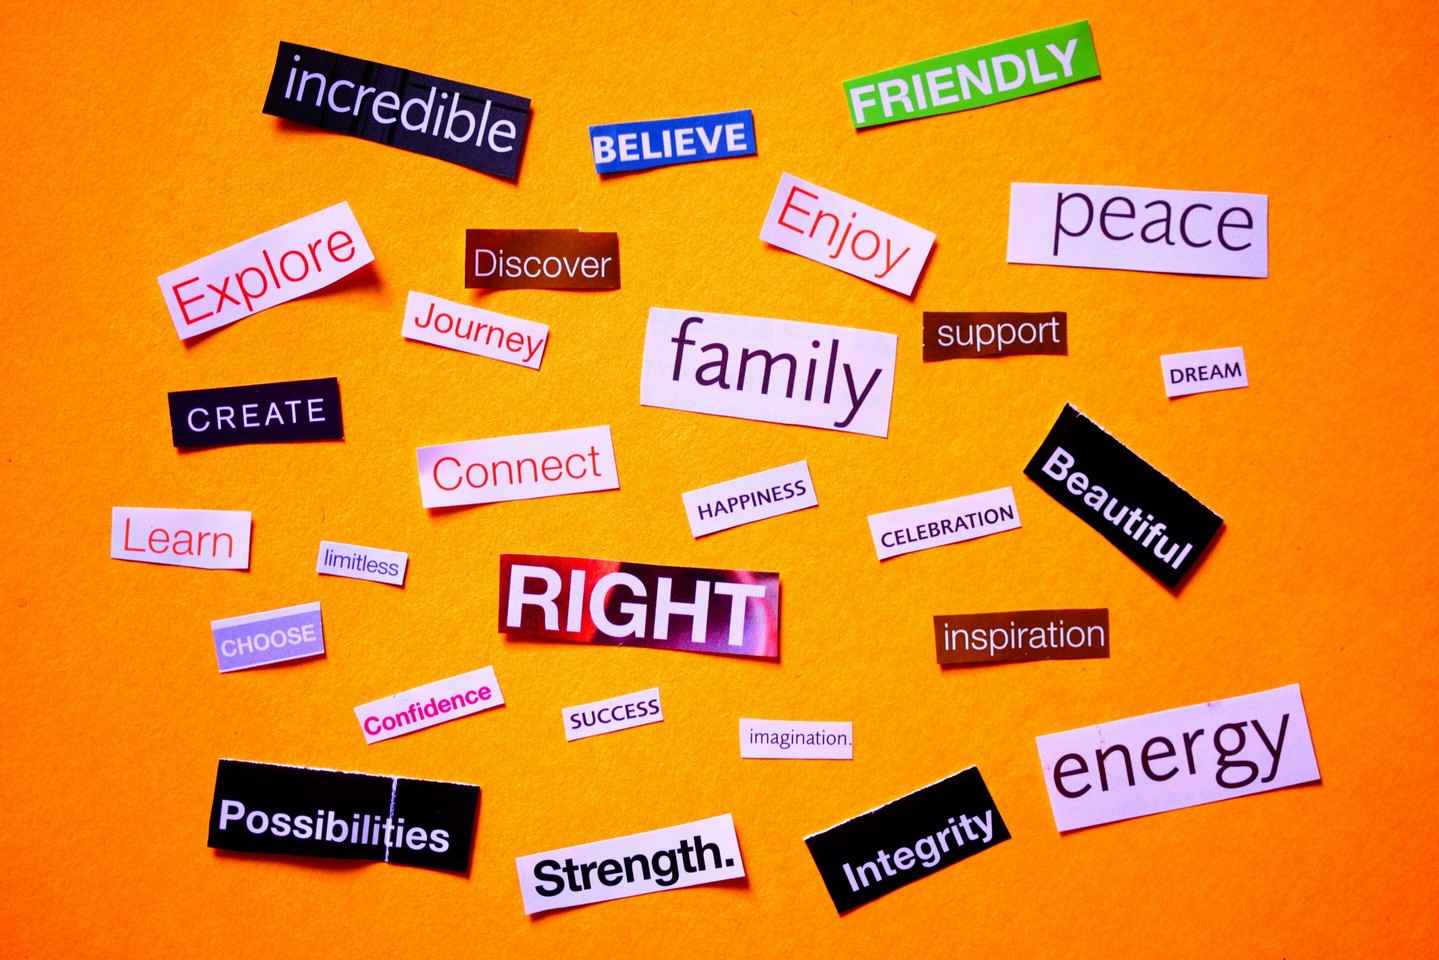 incredible
BELIEVE
FRIENDLY
Explore
Discover
Enjoy
peace
Journey
family
support
DREAM
CREATE
Connect
HAPPINESS
CELEBRATION
Beautiful
Learn
limitless
RIGHT
CHOOSE
inspiration
Confidence
SUCCESS
imagination.
energy
Possibilities
Strength.
Integrity